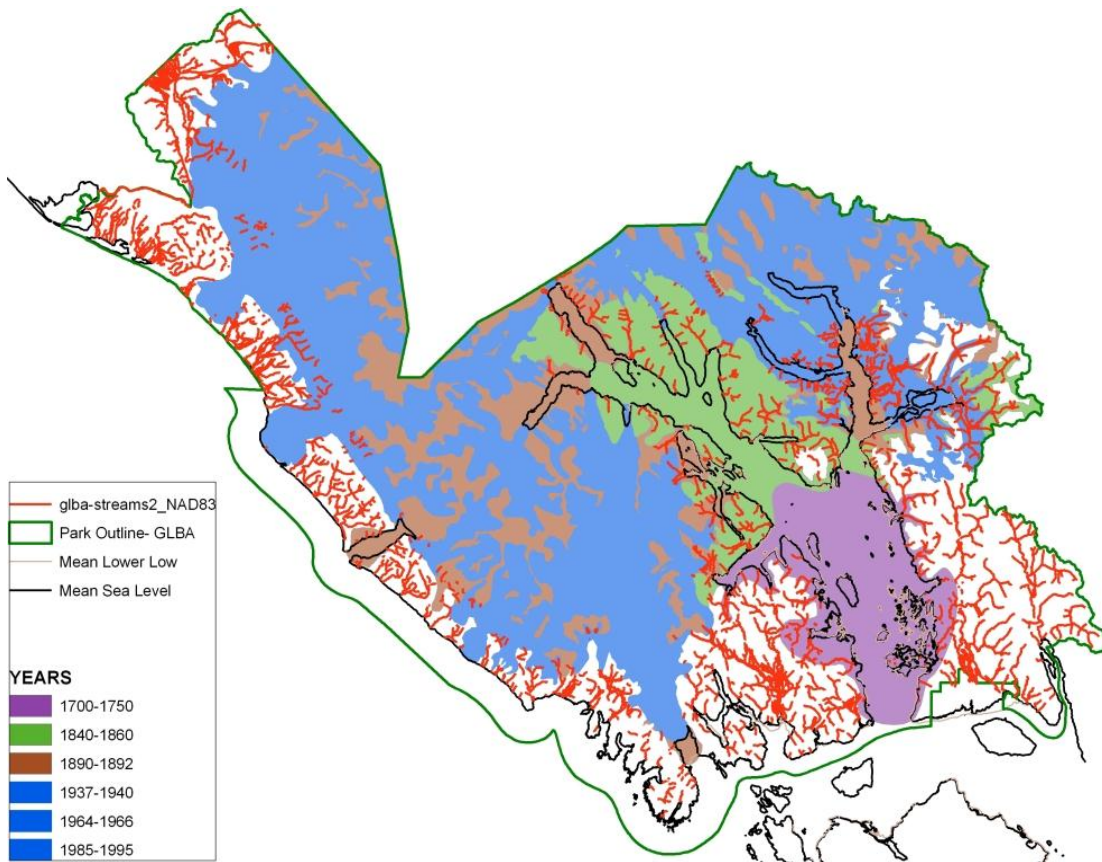 glba-streams2_NAD83
Park Outline- GLBA
Mean Lower Low
Mean Sea Level
YEARS
1700-1750
1840-1860
1890-1892
1937-1940
1964-1966
1985-1995